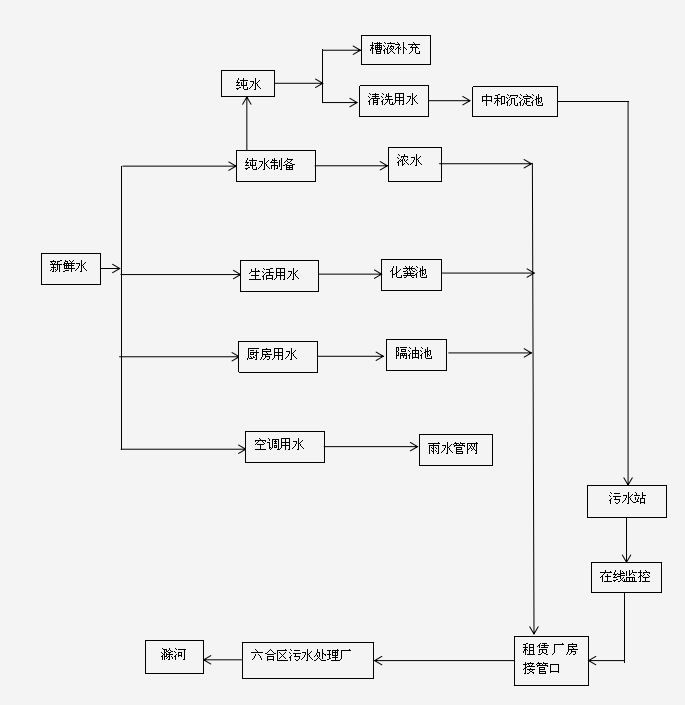 槽液补充
纯水
清洗用水
中和沉淀池
纯水制备
浓水
新鲜水
生活用水
化粪池
厨房用水
隔油池
空调用水
雨水管网
污水站
在线监控
滁河
六合区污水处理厂
租赁厂房
接管口